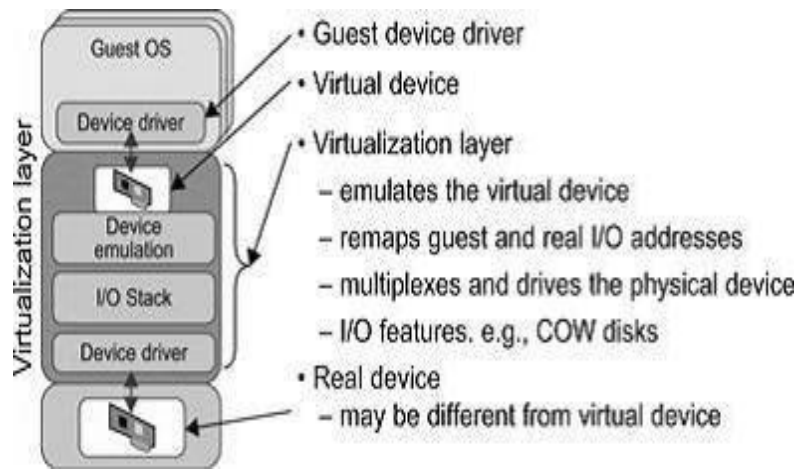 Guest OS
Device driver
Virtualization layer
Device
emulation
I/O Stack
Device driver
• Guest device driver
• Virtual device
• Virtualization layer
– emulates the virtual device
– remaps guest and real I/O addresses
– multiplexes and drives the physical device
– I/O features. e.g., COW disks
• Real device
– may be different from virtual device